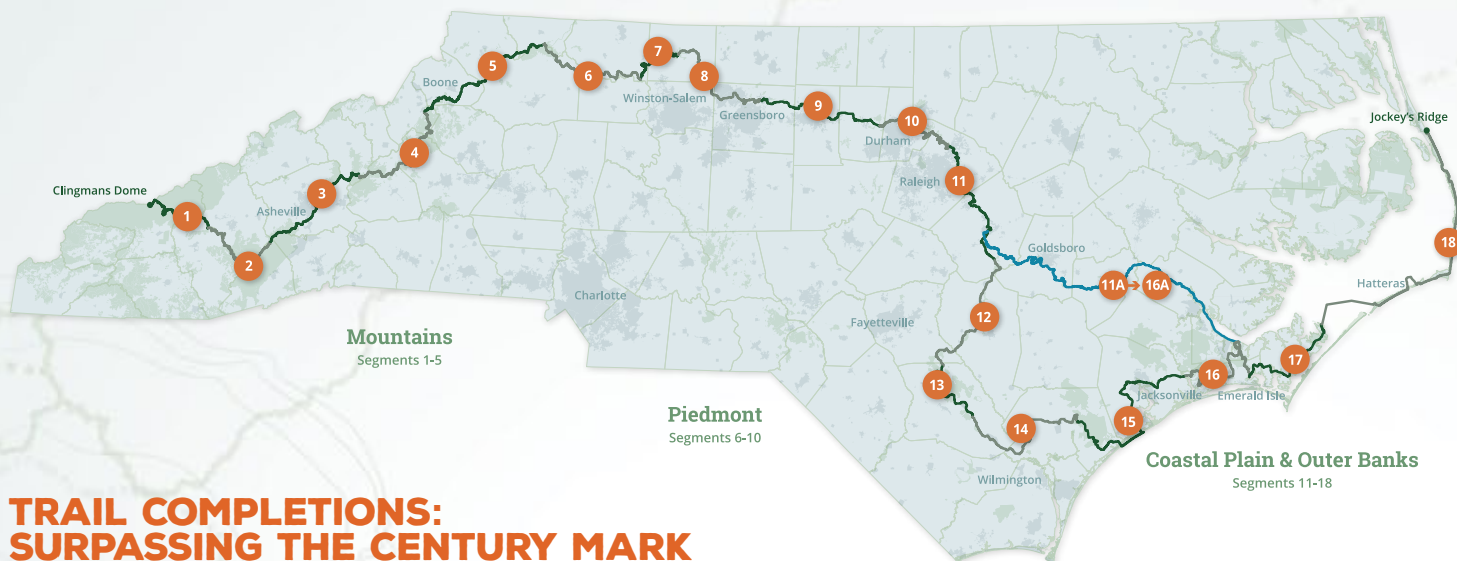 Jockey's Ridge
Clingmans Dome
1
2
3
4
5
6
7
8
9
10
11
11A
16A
12
13
14
15
16
17
18
Boone
Winston-Salem
Greensboro
Durham
Raleigh
Asheville
Goldsboro
Charlotte
Fayetteville
Hatteras
Jacksonville
Emerald Isle
Wilmington
Mountains
Segments 1-5
Piedmont
Segments 6-10
Coastal Plain & Outer Banks
Segments 11-18
TRAIL COMPLETIONS:
SURPASSING THE CENTURY MARK